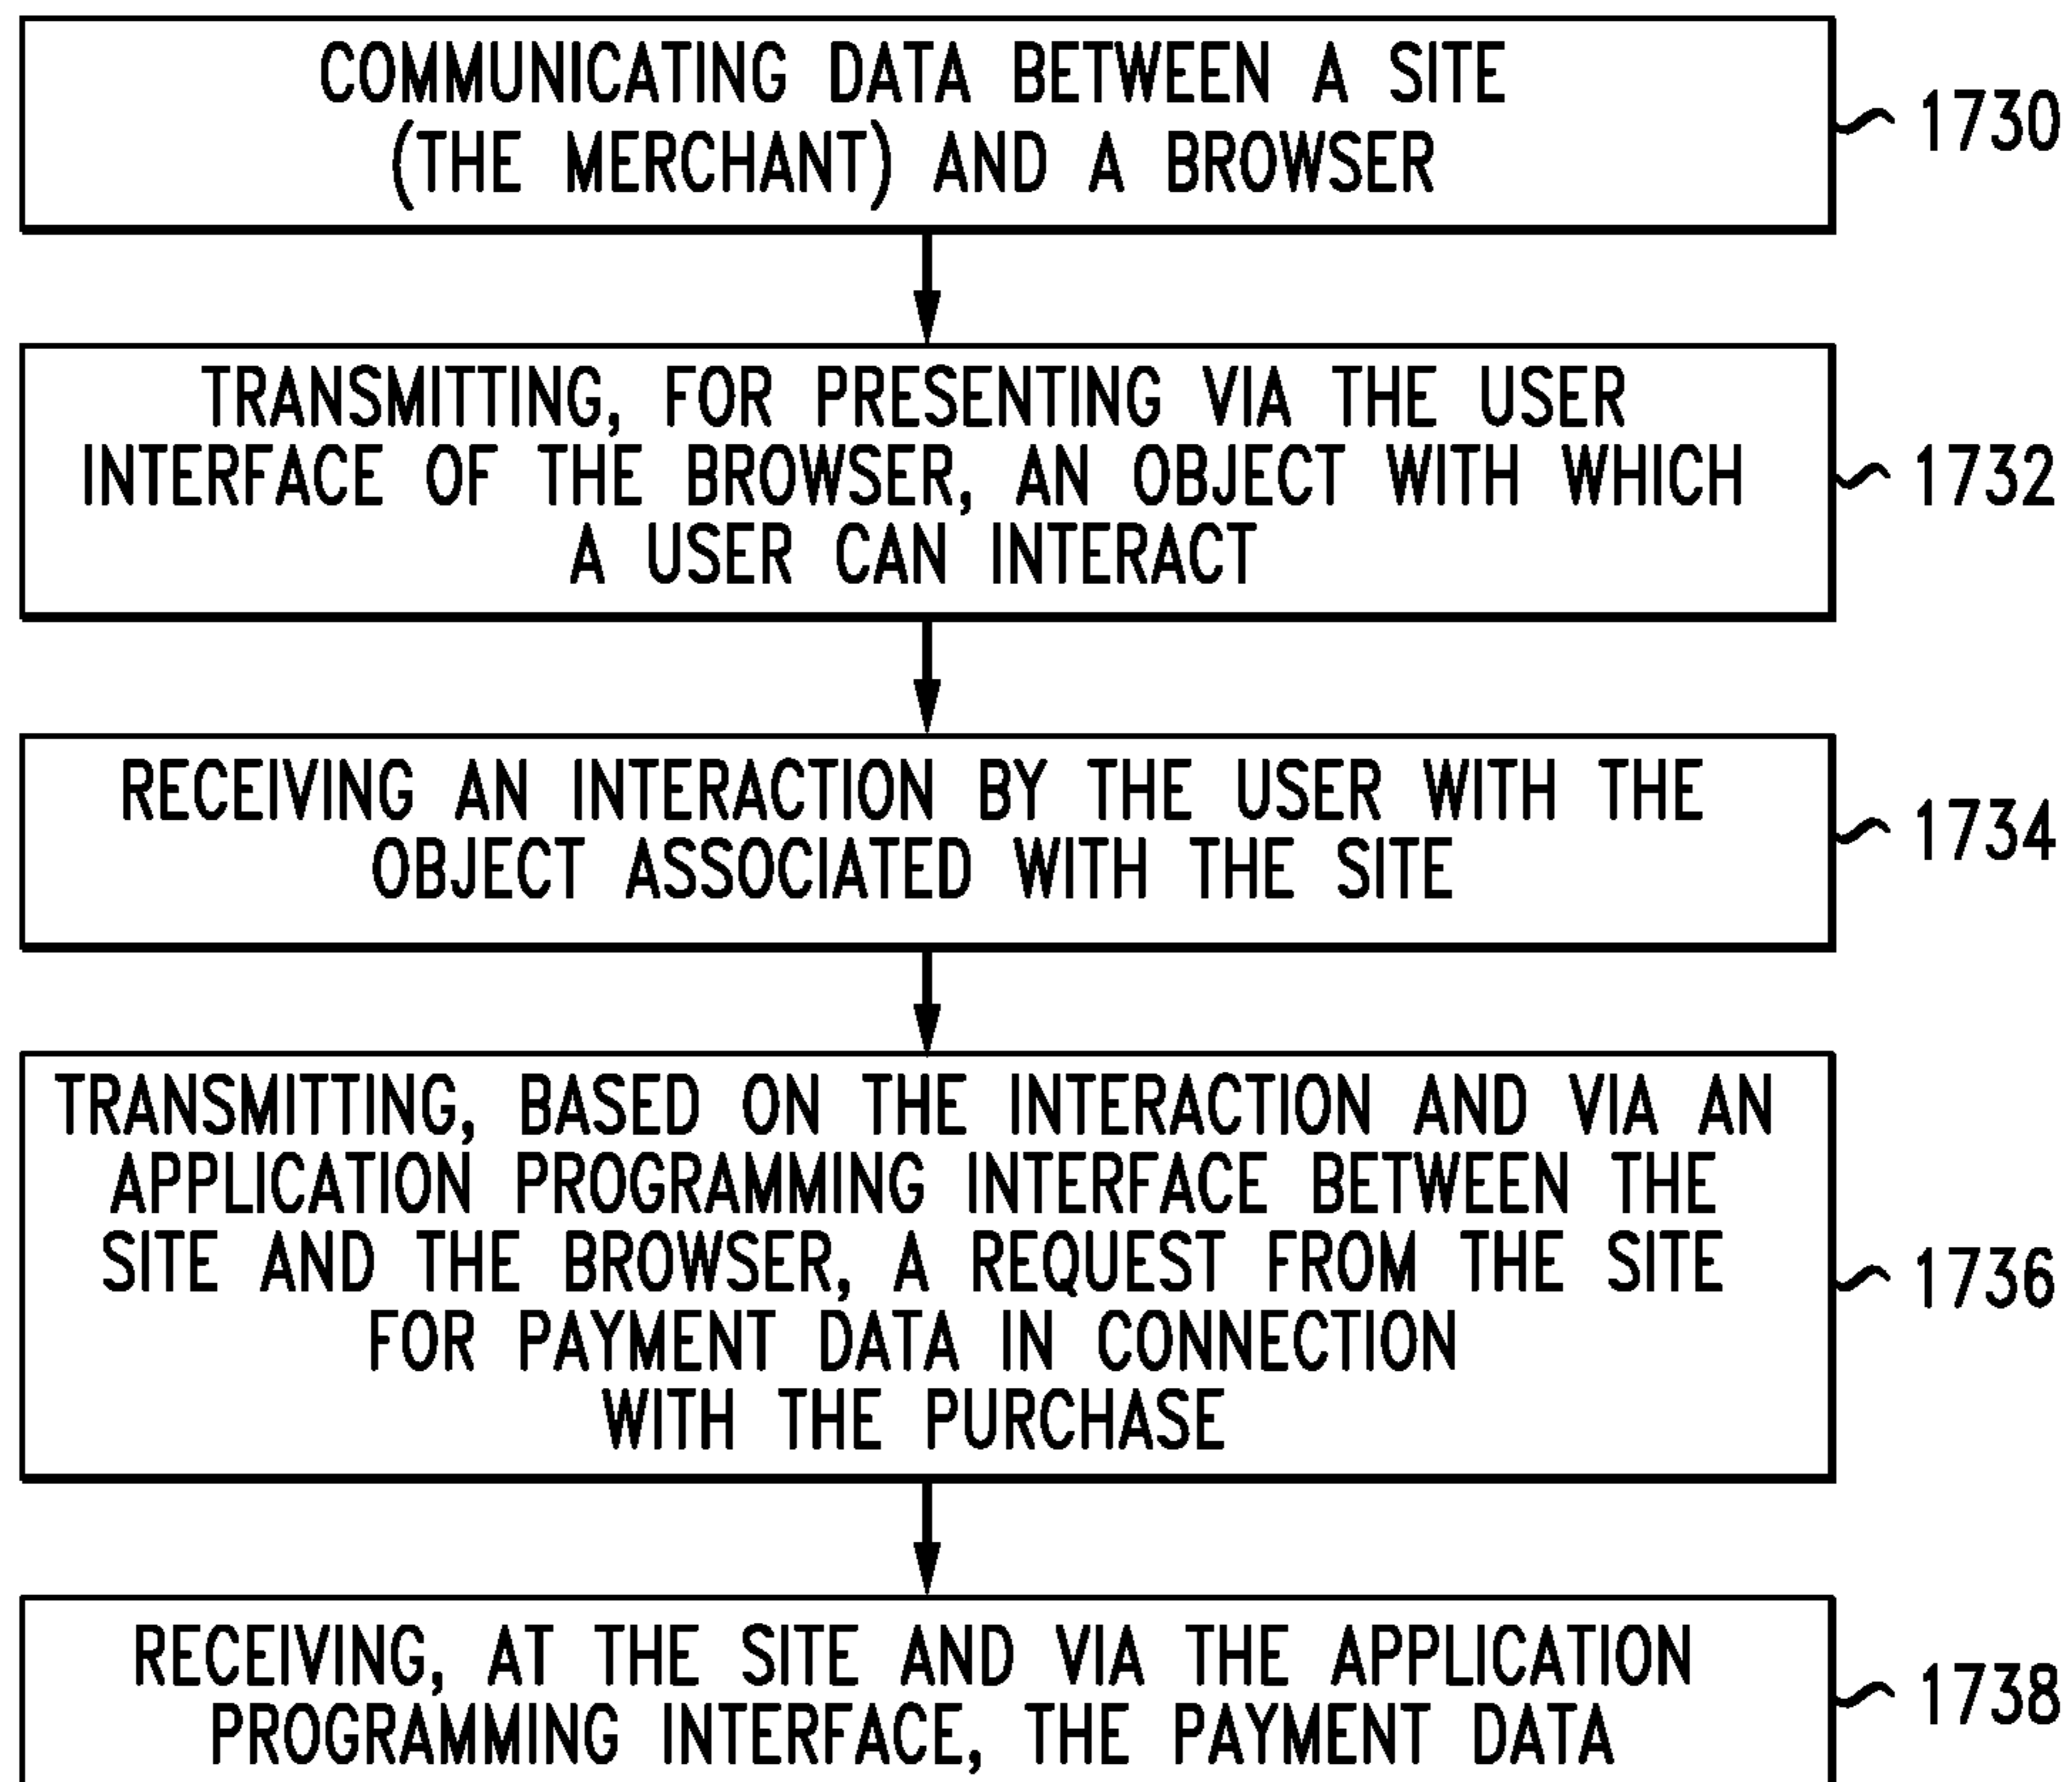 COMMUNICATING DATA BETWEEN A SITE
(THE MERCHANT) AND A BROWSER
1730
TRANSMITTING, FOR PRESENTING VIA THE USER
INTERFACE OF THE BROWSER, AN OBJECT WITH WHICH
A USER CAN INTERACT
1732
RECEIVING AN INTERACTION BY THE USER WITH THE
OBJECT ASSOCIATED WITH THE SITE
1734
TRANSMITTING, BASED ON THE INTERACTION AND VIA AN
APPLICATION PROGRAMMING INTERFACE BETWEEN THE
SITE AND THE BROWSER, A REQUEST FROM THE SITE
FOR PAYMENT DATA IN CONNECTION
WITH THE PURCHASE
1736
RECEIVING, AT THE SITE AND VIA THE APPLICATION
PROGRAMMING INTERFACE, THE PAYMENT DATA
1738